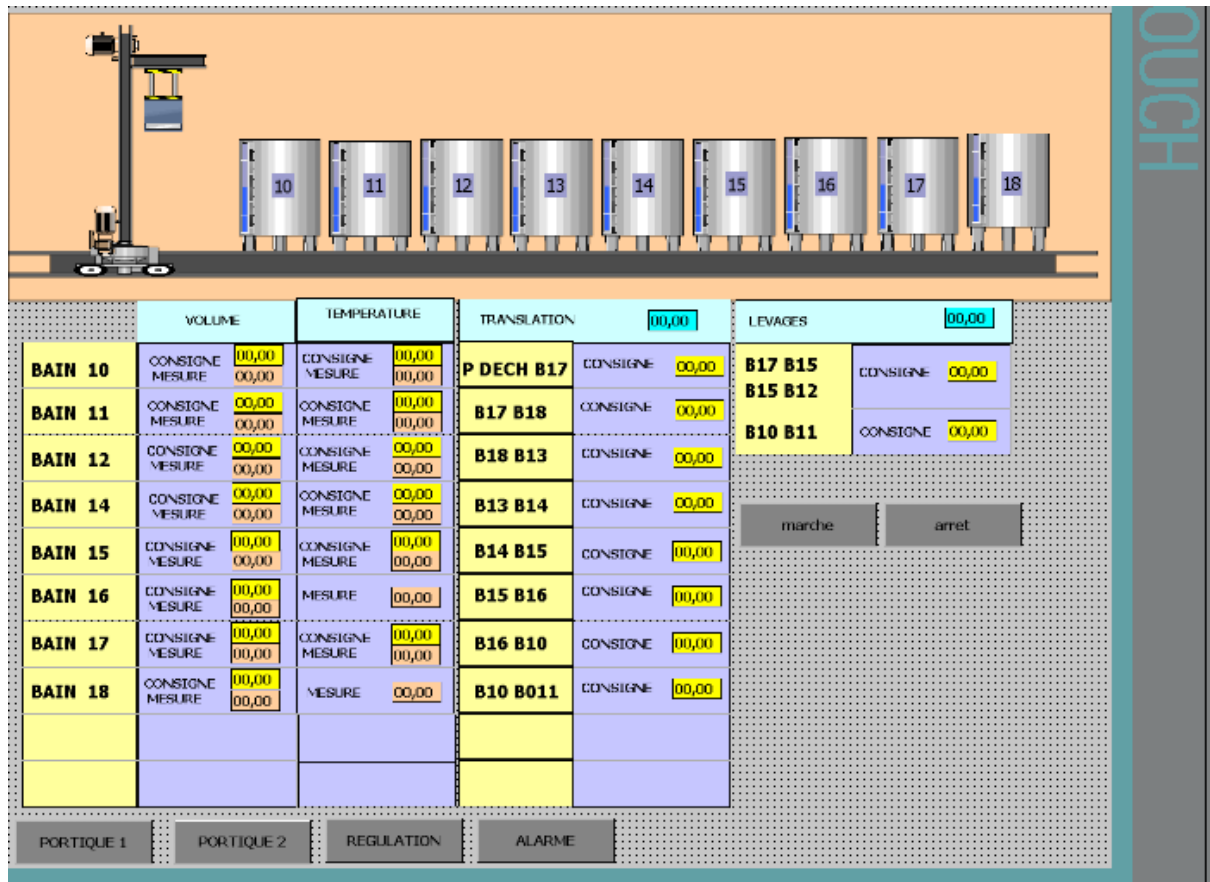 OUCH
10 11 12 13 14 15 16 17 18
VOLUME TEMPERATURE TRANSLATION 00,00 LEVAGES 00,00
BAIN 10 CONSIGNE 00,00 CONSIGNE 00,00 P DECH B17 CONSIGNE 00,00 B17 B15 CONSIGNE 00,00
MESURE 00,00 MESURE 00,00 B15 B12
BAIN 11 CONSIGNE 00,00 CONSIGNE 00,00 B17 B18 CONSIGNE 00,00 B10 B11 CONSIGNE 00,00
MESURE 00,00 MESURE 00,00
BAIN 12 CONSIGNE 00,00 CONSIGNE 00,00 B18 B13 CONSIGNE 00,00
MESURE 00,00 MESURE 00,00
BAIN 14 CONSIGNE 00,00 CONSIGNE 00,00 B13 B14 CONSIGNE 00,00
MESURE 00,00 MESURE 00,00
marche arret
BAIN 15 CONSIGNE 00,00 CONSIGNE 00,00 B14 B15 CONSIGNE 00,00
MESURE 00,00 MESURE 00,00
BAIN 16 CONSIGNE 00,00 MESURE 00,00 B15 B16 CONSIGNE 00,00
MESURE 00,00
BAIN 17 CONSIGNE 00,00 CONSIGNE 00,00 B16 B10 CONSIGNE 00,00
MESURE 00,00 MESURE 00,00
BAIN 18 CONSIGNE 00,00 MESURE 00,00 B10 B011 CONSIGNE 00,00
MESURE 00,00
PORTIQUE 1 PORTIQUE 2 REGULATION ALARME